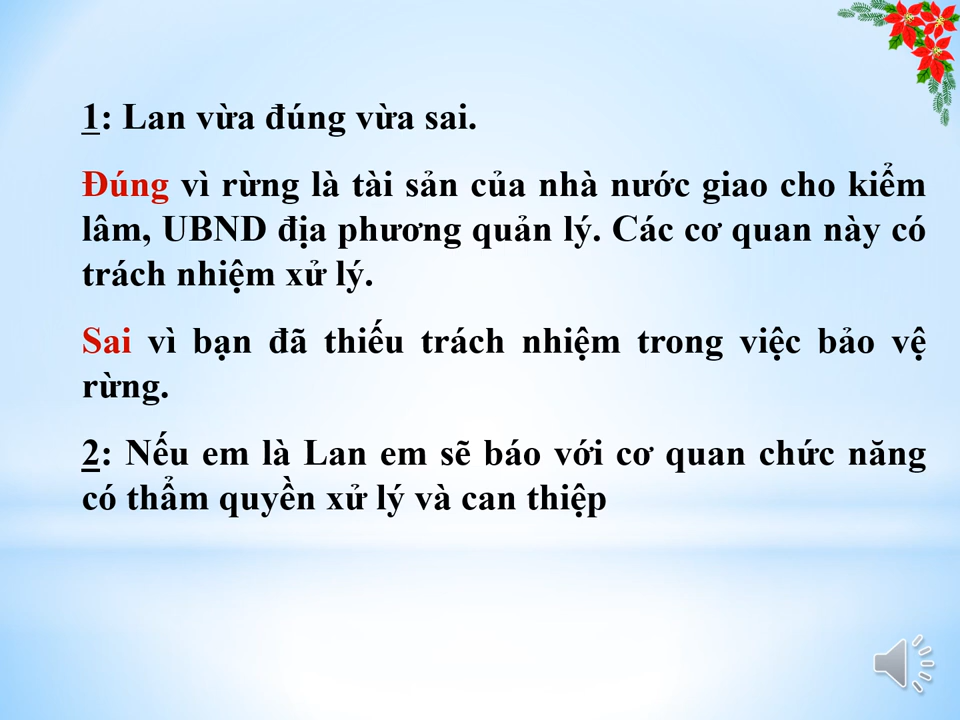 1: Lan vừa đúng vừa sai.
Đúng vì rừng là tài sản của nhà nước giao cho kiểm
lâm, UBND địa phương quản lý. Các cơ quan này có
trách nhiệm xử lý.
Sai vì bạn đã thiếu trách nhiệm trong việc bảo vệ
rừng.
2: Nếu em là Lan em sẽ báo với cơ quan chức năng
có thẩm quyền xử lý và can thiệp